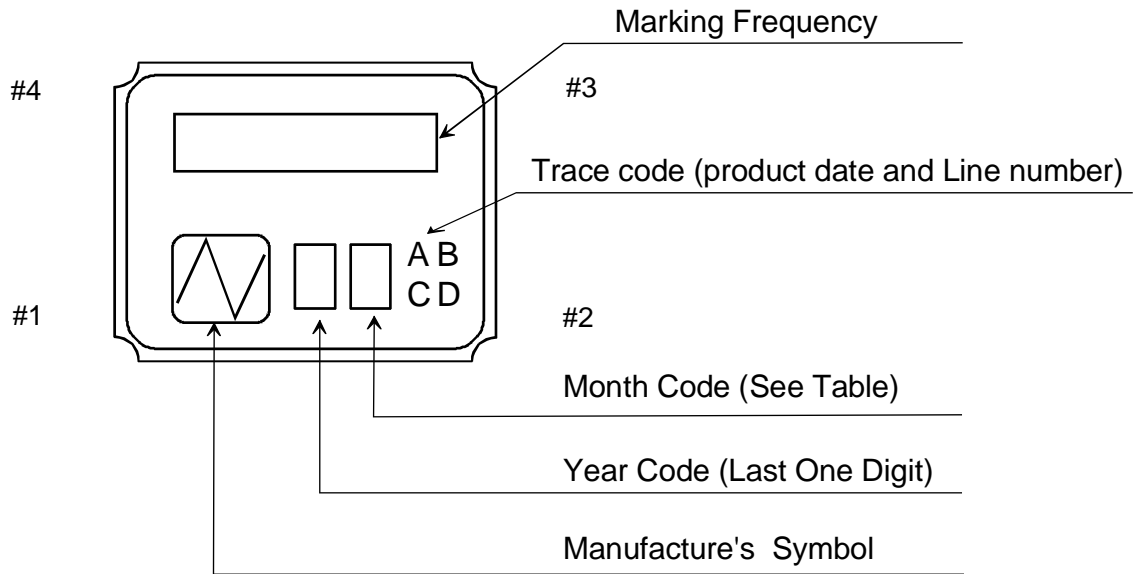 Marking Frequency
#4
#3
Trace code (product date and Line number)
A B
C D
#1
#2
Month Code (See Table)
Year Code (Last One Digit)
Manufacture's Symbol